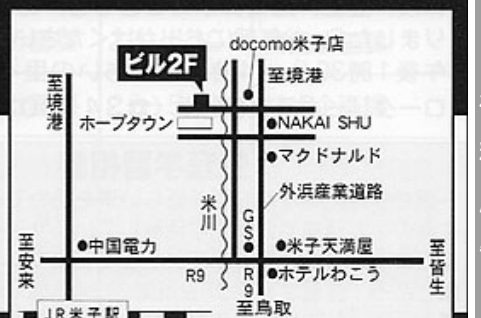 docomo米子店
ビル2F
至境港
至境港
ホープタウン
NAKAI SHU
マクドナルド
外浜産業道路
米川
GS
中国電力
米子天満屋
至安来
至皆生
R9
R9
ホテルわこう
JR米子駅
至鳥取